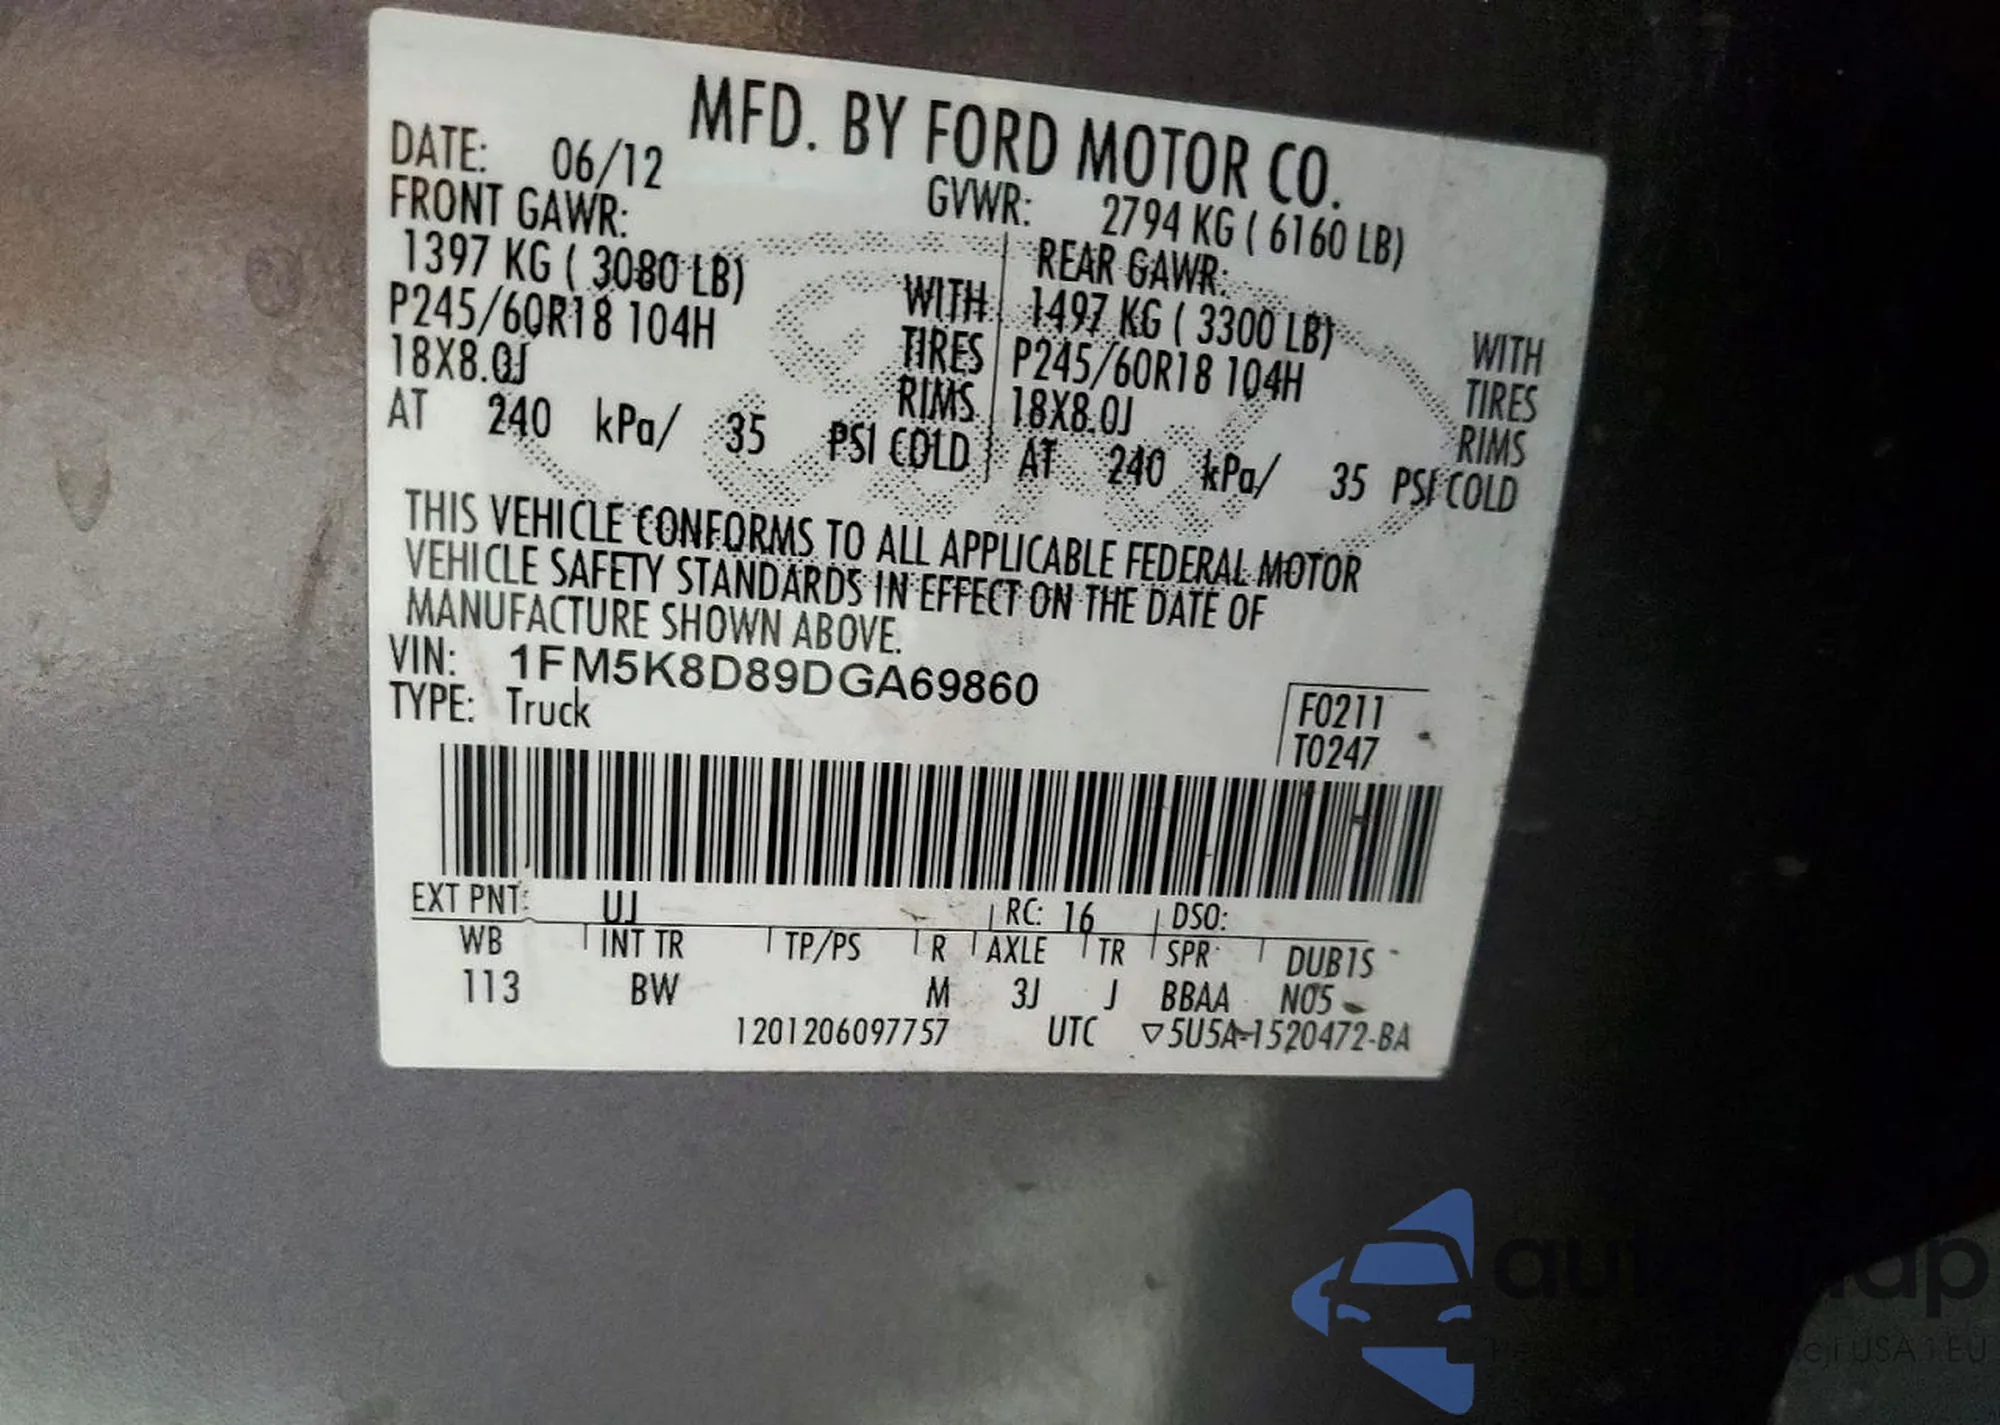 MFD. BY FORD MOTOR CO.
DATE: 06/12 GVWR: 2794 KG ( 6160 LB)
FRONT GAWR: REAR GAWR:
1397 KG ( 3080 LB) WITH 1497 KG ( 3300 LB) WITH
P245/60R18 104H TIRES P245/60R18 104H TIRES
18X8.0J RIMS 18X8.0J RIMS
AT 240 kPa/ 35 PSI COLD AT 240 kPa/ 35 PSI COLD
THIS VEHICLE CONFORMS TO ALL APPLICABLE FEDERAL MOTOR
VEHICLE SAFETY STANDARDS IN EFFECT ON THE DATE OF
MANUFACTURE SHOWN ABOVE.
VIN: 1FM5K8D89DGA69860
TYPE: Truck
F0211
T0247
EXT PNT: UJ RC: 16 DSO:
WB INT TR TP/PS R AXLE TR SPR DUB1S
113 BW M 3J J BBAA N05
1201206097757 UTC ▽5U5A-1520472-BA
USA i EU